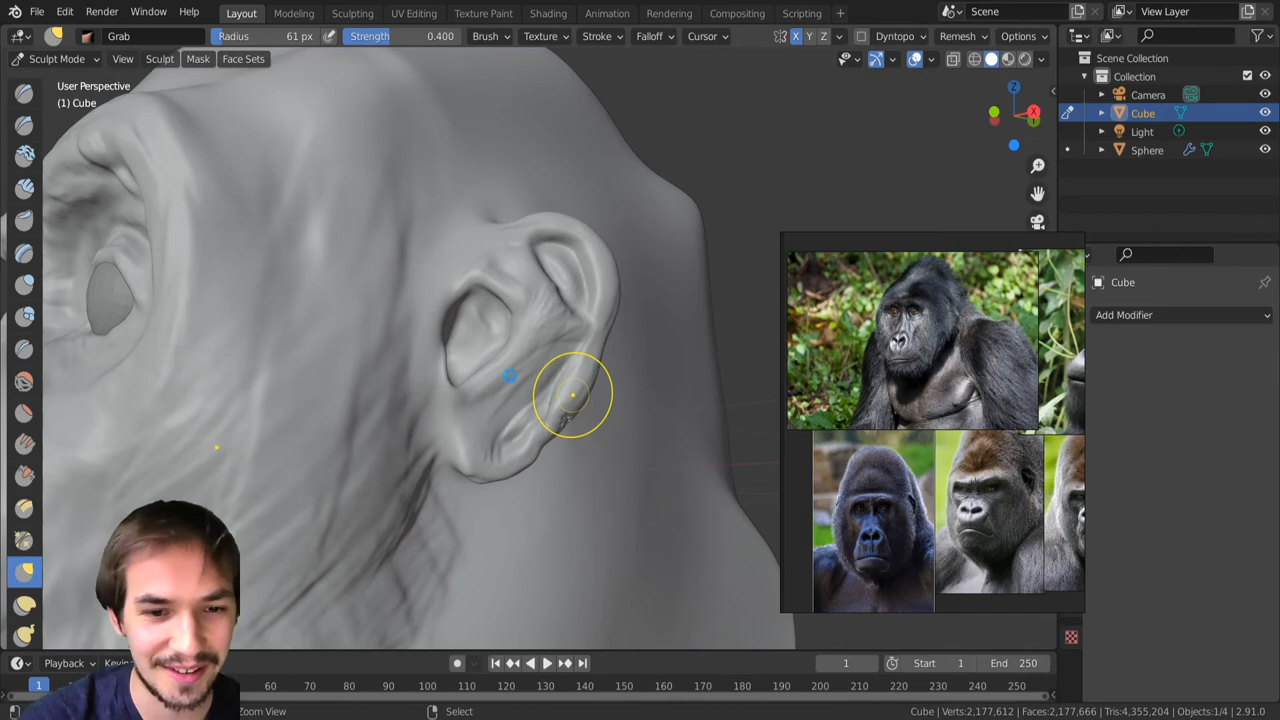 File Edit Render Window Help Layout Modeling Sculpting UV Editing Texture Paint Shading Animation Rendering Compositing Scripting + Scene View Layer
Grab Radius 61 px Strength 0.400 Brush Texture Stroke Falloff Cursor X Y Z Dyntopo Remesh Options
Sculpt Mode View Sculpt Mask Face Sets
Scene Collection
Collection
Camera
Cube
Light
Sphere
User Perspective
(1) Cube
Z
X
Cube
Add Modifier
Playback Start 1 End 250
1
1 60 70 80 90 100 110 120 130 140 150 160 170 180 190 200 210 220 230 240 250
Zoom View Select Cube | Verts:2,177,612 | Faces:2,177,666 | Tris:4,355,204 | Objects:1/4 | 2.91.0